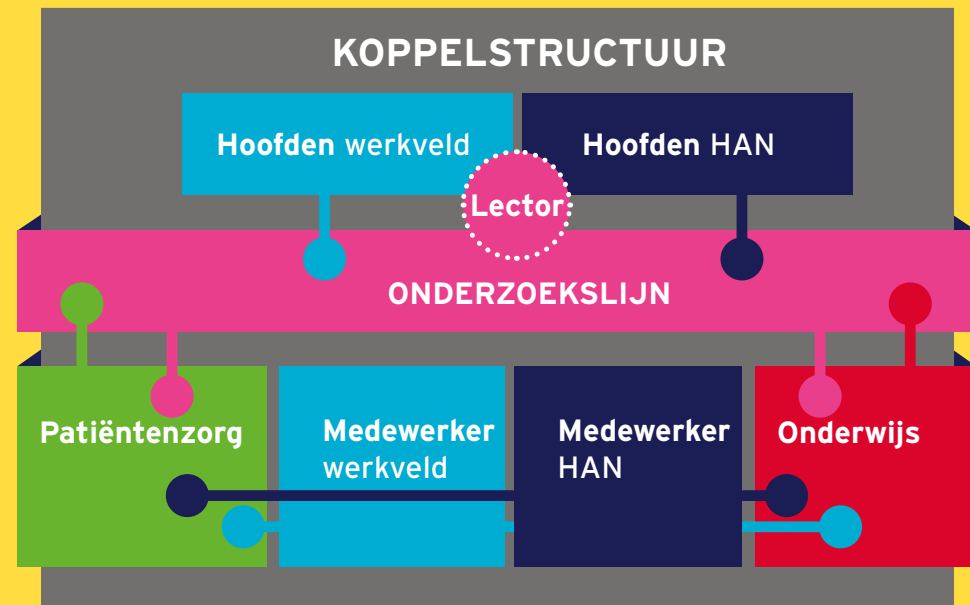 KOPPELSTRUCTUUR
Hoofden werkveld
Hoofden HAN
Lector
ONDERZOEKSLIJN
Patiëntenzorg
Medewerker
werkveld
Medewerker
HAN
Onderwijs